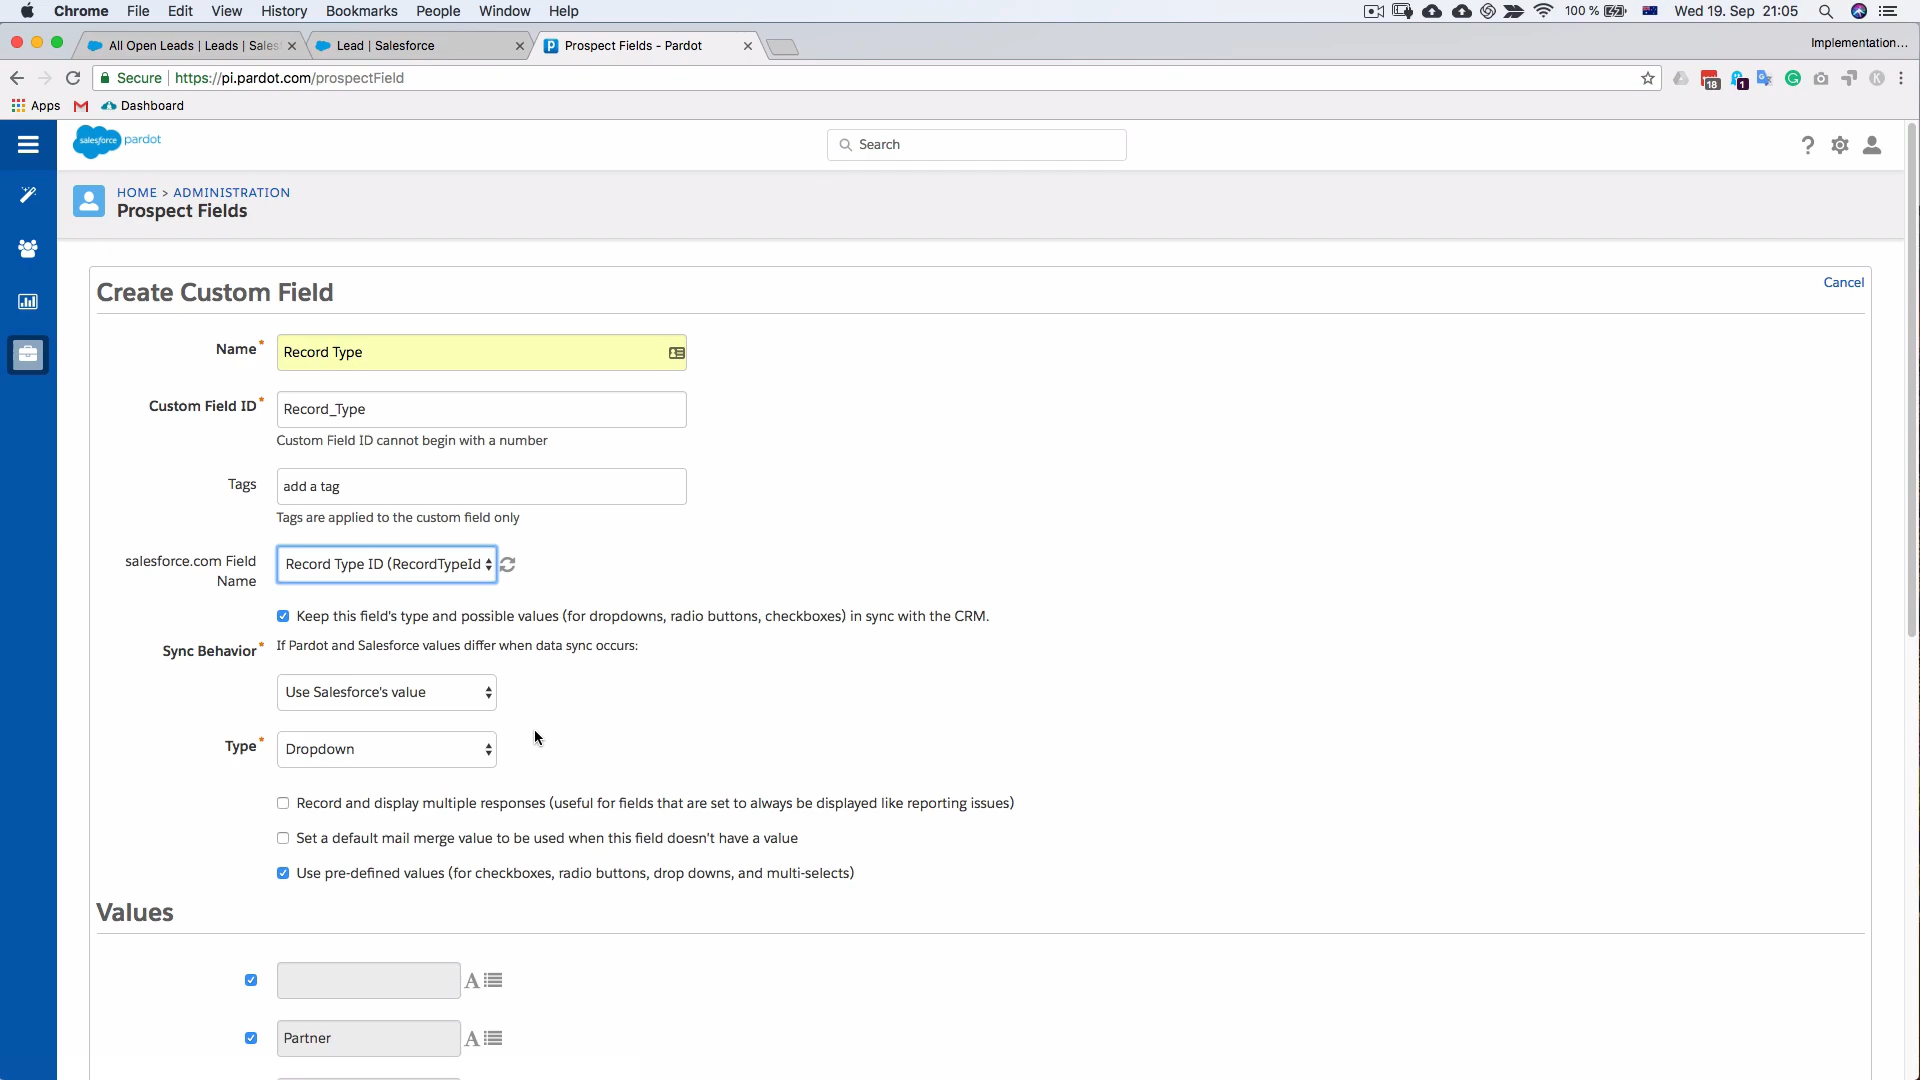 Chrome File Edit View History Bookmarks People Window Help 100 % Wed 19. Sep 21:05
All Open Leads | Leads | Sales
Lead | Salesforce
Prospect Fields - Pardot
Implementation...
Secure https://pi.pardot.com/prospectField
18
1
K
Apps Dashboard
salesforce pardot
Search
HOME > ADMINISTRATION
Prospect Fields
Create Custom Field
Cancel
Name* Record Type
Custom Field ID* Record_Type
Custom Field ID cannot begin with a number
Tags add a tag
Tags are applied to the custom field only
salesforce.com Field Name Record Type ID (RecordTypeId
Keep this field's type and possible values (for dropdowns, radio buttons, checkboxes) in sync with the CRM.
Sync Behavior* If Pardot and Salesforce values differ when data sync occurs:
Use Salesforce's value
Type* Dropdown
Record and display multiple responses (useful for fields that are set to always be displayed like reporting issues)
Set a default mail merge value to be used when this field doesn't have a value
Use pre-defined values (for checkboxes, radio buttons, drop downs, and multi-selects)
Values
A
Partner A